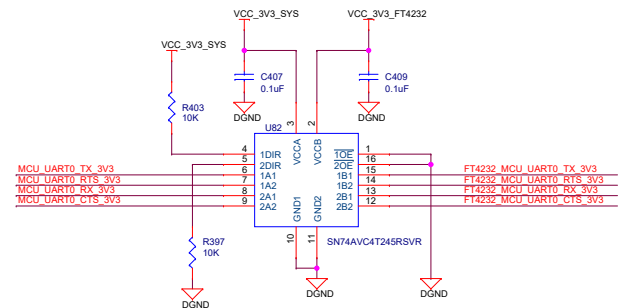 VCC_3V3_SYS
VCC_3V3_FT4232
VCC_3V3_SYS
C407
0.1uF
C409
0.1uF
R403
10K
DGND
DGND
3
2
U82
VCCA
VCCB
4
1DIR
1OE
1
5
2DIR
2OE
16
MCU_UART0_TX_3V3
6
1A1
1B1
15
FT4232_MCU_UART0_TX_3V3
MCU_UART0_RTS_3V3
7
1A2
1B2
14
FT4232_MCU_UART0_RTS_3V3
MCU_UART0_RX_3V3
8
2A1
2B1
13
FT4232_MCU_UART0_RX_3V3
MCU_UART0_CTS_3V3
9
2A2
2B2
12
FT4232_MCU_UART0_CTS_3V3
GND1
GND2
10
11
SN74AVC4T245RSVR
R397
10K
DGND
DGND
DGND